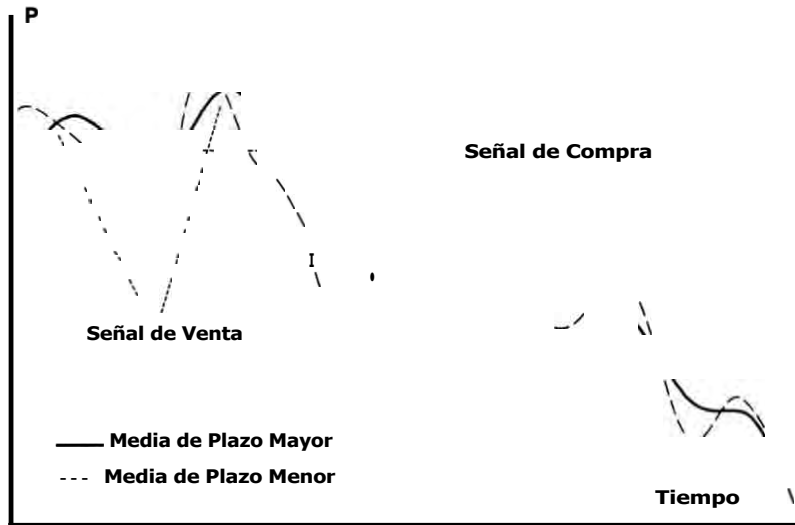 P
Señal de Compra
Señal de Venta
Media de Plazo Mayor
Media de Plazo Menor
Tiempo